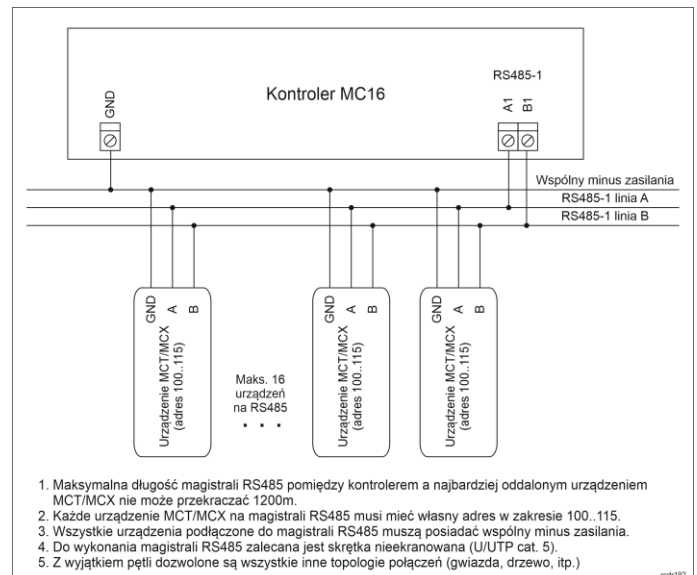 Kontroler MC16
RS485-1
GND
A1
B1
Wspólny minus zasilania
RS485-1 linia A
RS485-1 linia B
GND
A
B
Urządzenie MCT/MCX
(adres 100..115)
Maks. 16
urządzeń
na RS485
. . .
GND
A
B
Urządzenie MCT/MCX
(adres 100..115)
GND
A
B
Urządzenie MCT/MCX
(adres 100..115)
1. Maksymalna długość magistrali RS485 pomiędzy kontrolerem a najbardziej oddalonym urządzeniem
MCT/MCX nie może przekraczać 1200m.
2. Każde urządzenie MCT/MCX na magistrali RS485 musi mieć własny adres w zakresie 100..115.
3. Wszystkie urządzenia podłączone do magistrali RS485 muszą posiadać wspólny minus zasilania.
4. Do wykonania magistrali RS485 zalecana jest skrętka nieekranowana (U/UTP cat. 5).
5. Z wyjątkiem pętli dozwolone są wszystkie inne topologie połączeń (gwiazda, drzewo, itp.)